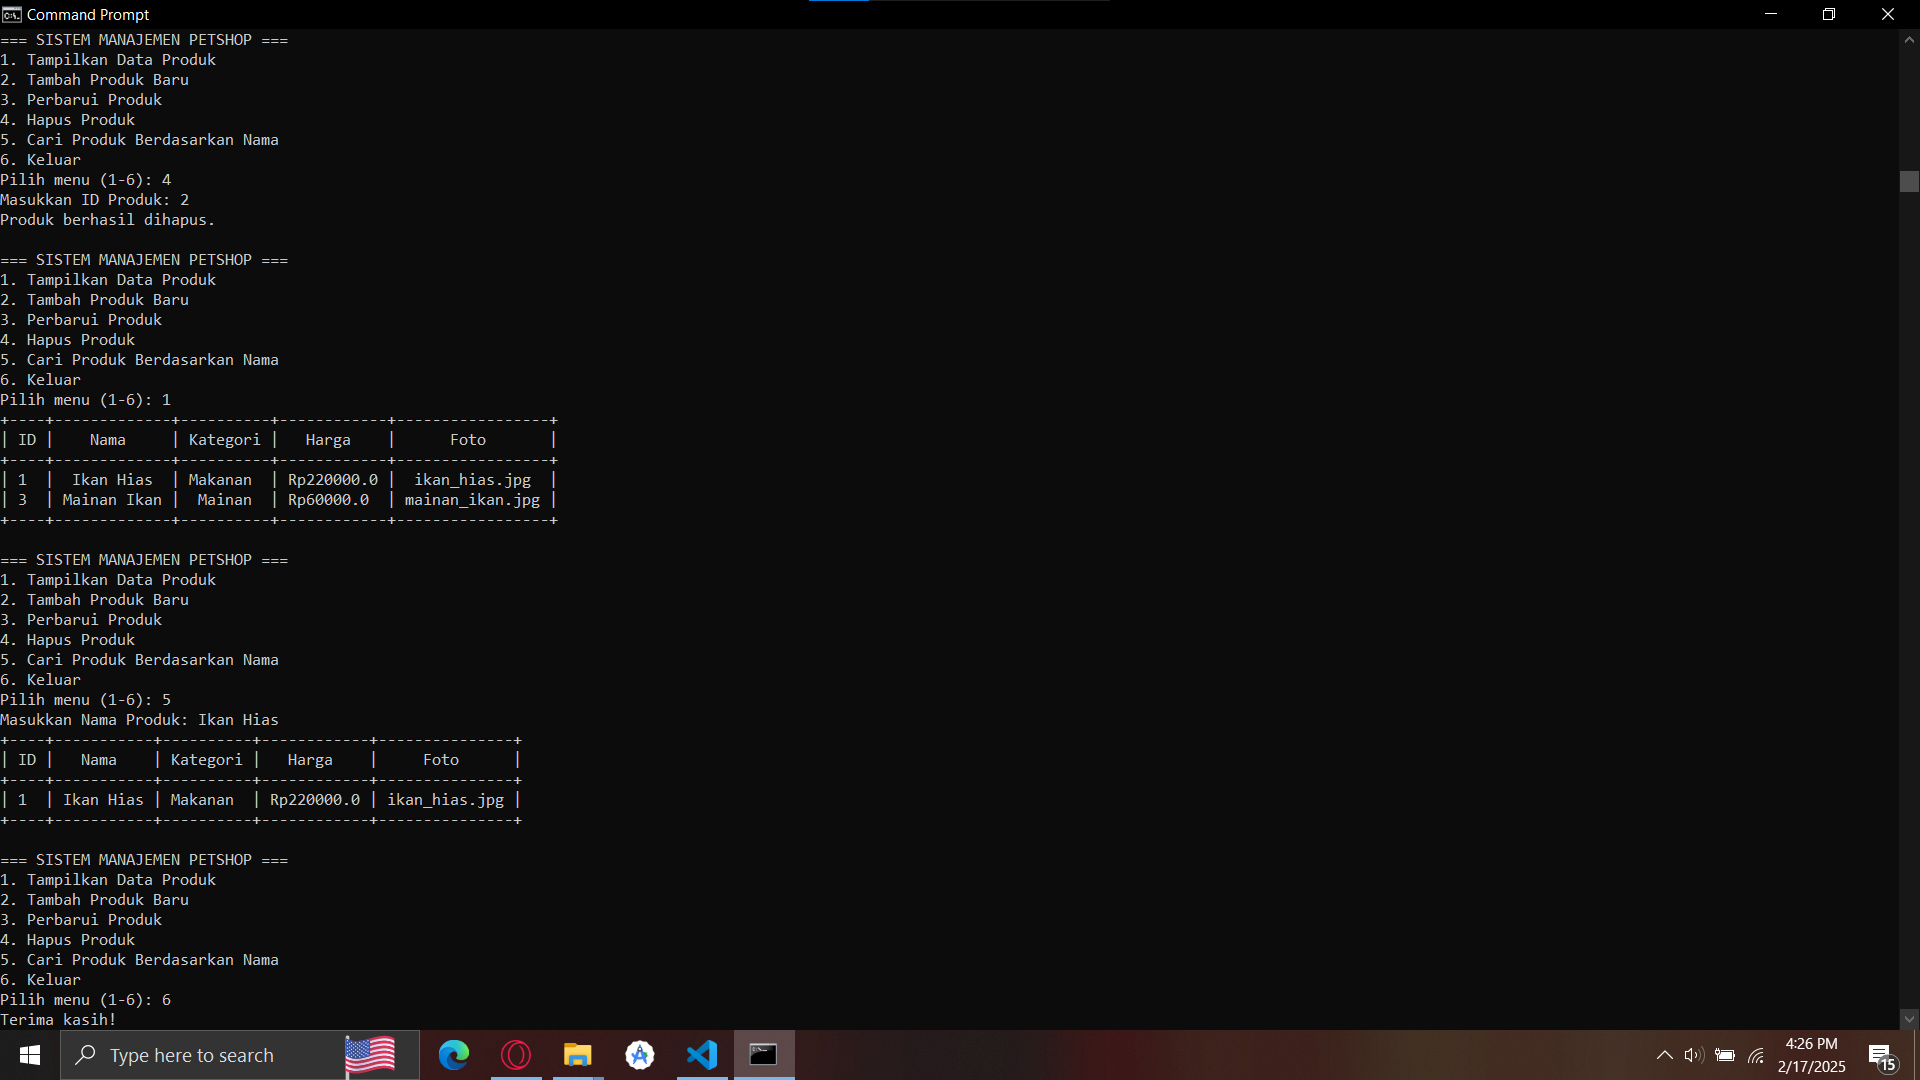 Command Prompt
=== SISTEM MANAJEMEN PETSHOP ===
1. Tampilkan Data Produk
2. Tambah Produk Baru
3. Perbarui Produk
4. Hapus Produk
5. Cari Produk Berdasarkan Nama
6. Keluar
Pilih menu (1-6): 4
Masukkan ID Produk: 2
Produk berhasil dihapus.
=== SISTEM MANAJEMEN PETSHOP ===
1. Tampilkan Data Produk
2. Tambah Produk Baru
3. Perbarui Produk
4. Hapus Produk
5. Cari Produk Berdasarkan Nama
6. Keluar
Pilih menu (1-6): 1
+----+-------------+----------+------------+-----------------+
| ID |    Nama     | Kategori |   Harga    |      Foto       |
+----+-------------+----------+------------+-----------------+
| 1  |  Ikan Hias  | Makanan  | Rp220000.0 |  ikan_hias.jpg  |
| 3  | Mainan Ikan |  Mainan  | Rp60000.0  | mainan_ikan.jpg |
+----+-------------+----------+------------+-----------------+
=== SISTEM MANAJEMEN PETSHOP ===
1. Tampilkan Data Produk
2. Tambah Produk Baru
3. Perbarui Produk
4. Hapus Produk
5. Cari Produk Berdasarkan Nama
6. Keluar
Pilih menu (1-6): 5
Masukkan Nama Produk: Ikan Hias
+----+-----------+----------+------------+---------------+
| ID |   Nama    | Kategori |   Harga    |     Foto      |
+----+-----------+----------+------------+---------------+
| 1  | Ikan Hias | Makanan  | Rp220000.0 | ikan_hias.jpg |
+----+-----------+----------+------------+---------------+
=== SISTEM MANAJEMEN PETSHOP ===
1. Tampilkan Data Produk
2. Tambah Produk Baru
3. Perbarui Produk
4. Hapus Produk
5. Cari Produk Berdasarkan Nama
6. Keluar
Pilih menu (1-6): 6
Terima kasih!
Type here to search
4:26 PM
2/17/2025
15